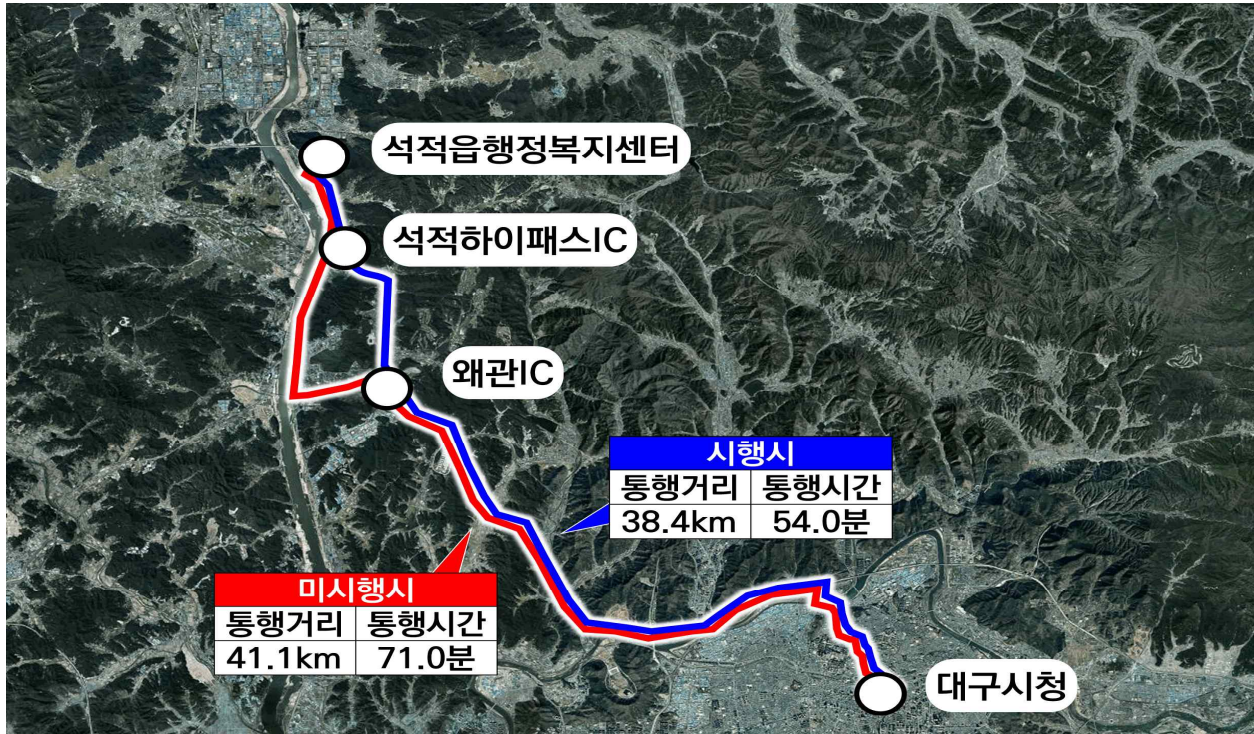 석적읍행정복지센터
석적하이패스IC
왜관IC
시행시
통행거리 통행시간
38.4km 54.0분
미시행시
통행거리 통행시간
41.1km 71.0분
대구시청